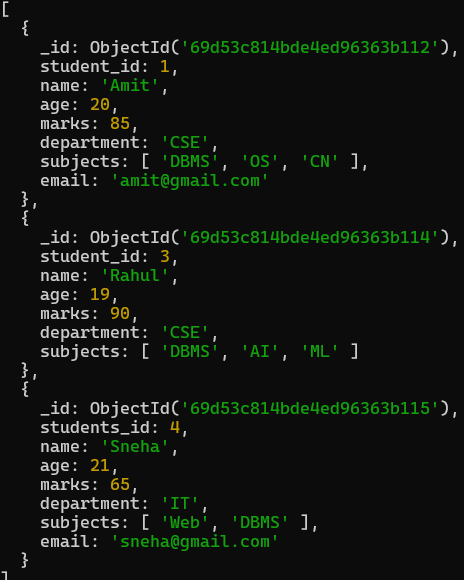 [
  {
    _id: ObjectId('69d53c814bde4ed96363b112'),
    student_id: 1,
    name: 'Amit',
    age: 20,
    marks: 85,
    department: 'CSE',
    subjects: [ 'DBMS', 'OS', 'CN' ],
    email: 'amit@gmail.com'
  },
  {
    _id: ObjectId('69d53c814bde4ed96363b114'),
    student_id: 3,
    name: 'Rahul',
    age: 19,
    marks: 90,
    department: 'CSE',
    subjects: [ 'DBMS', 'AI', 'ML' ]
  },
  {
    _id: ObjectId('69d53c814bde4ed96363b115'),
    students_id: 4,
    name: 'Sneha',
    age: 21,
    marks: 65,
    department: 'IT',
    subjects: [ 'Web', 'DBMS' ],
    email: 'sneha@gmail.com'
  }
]